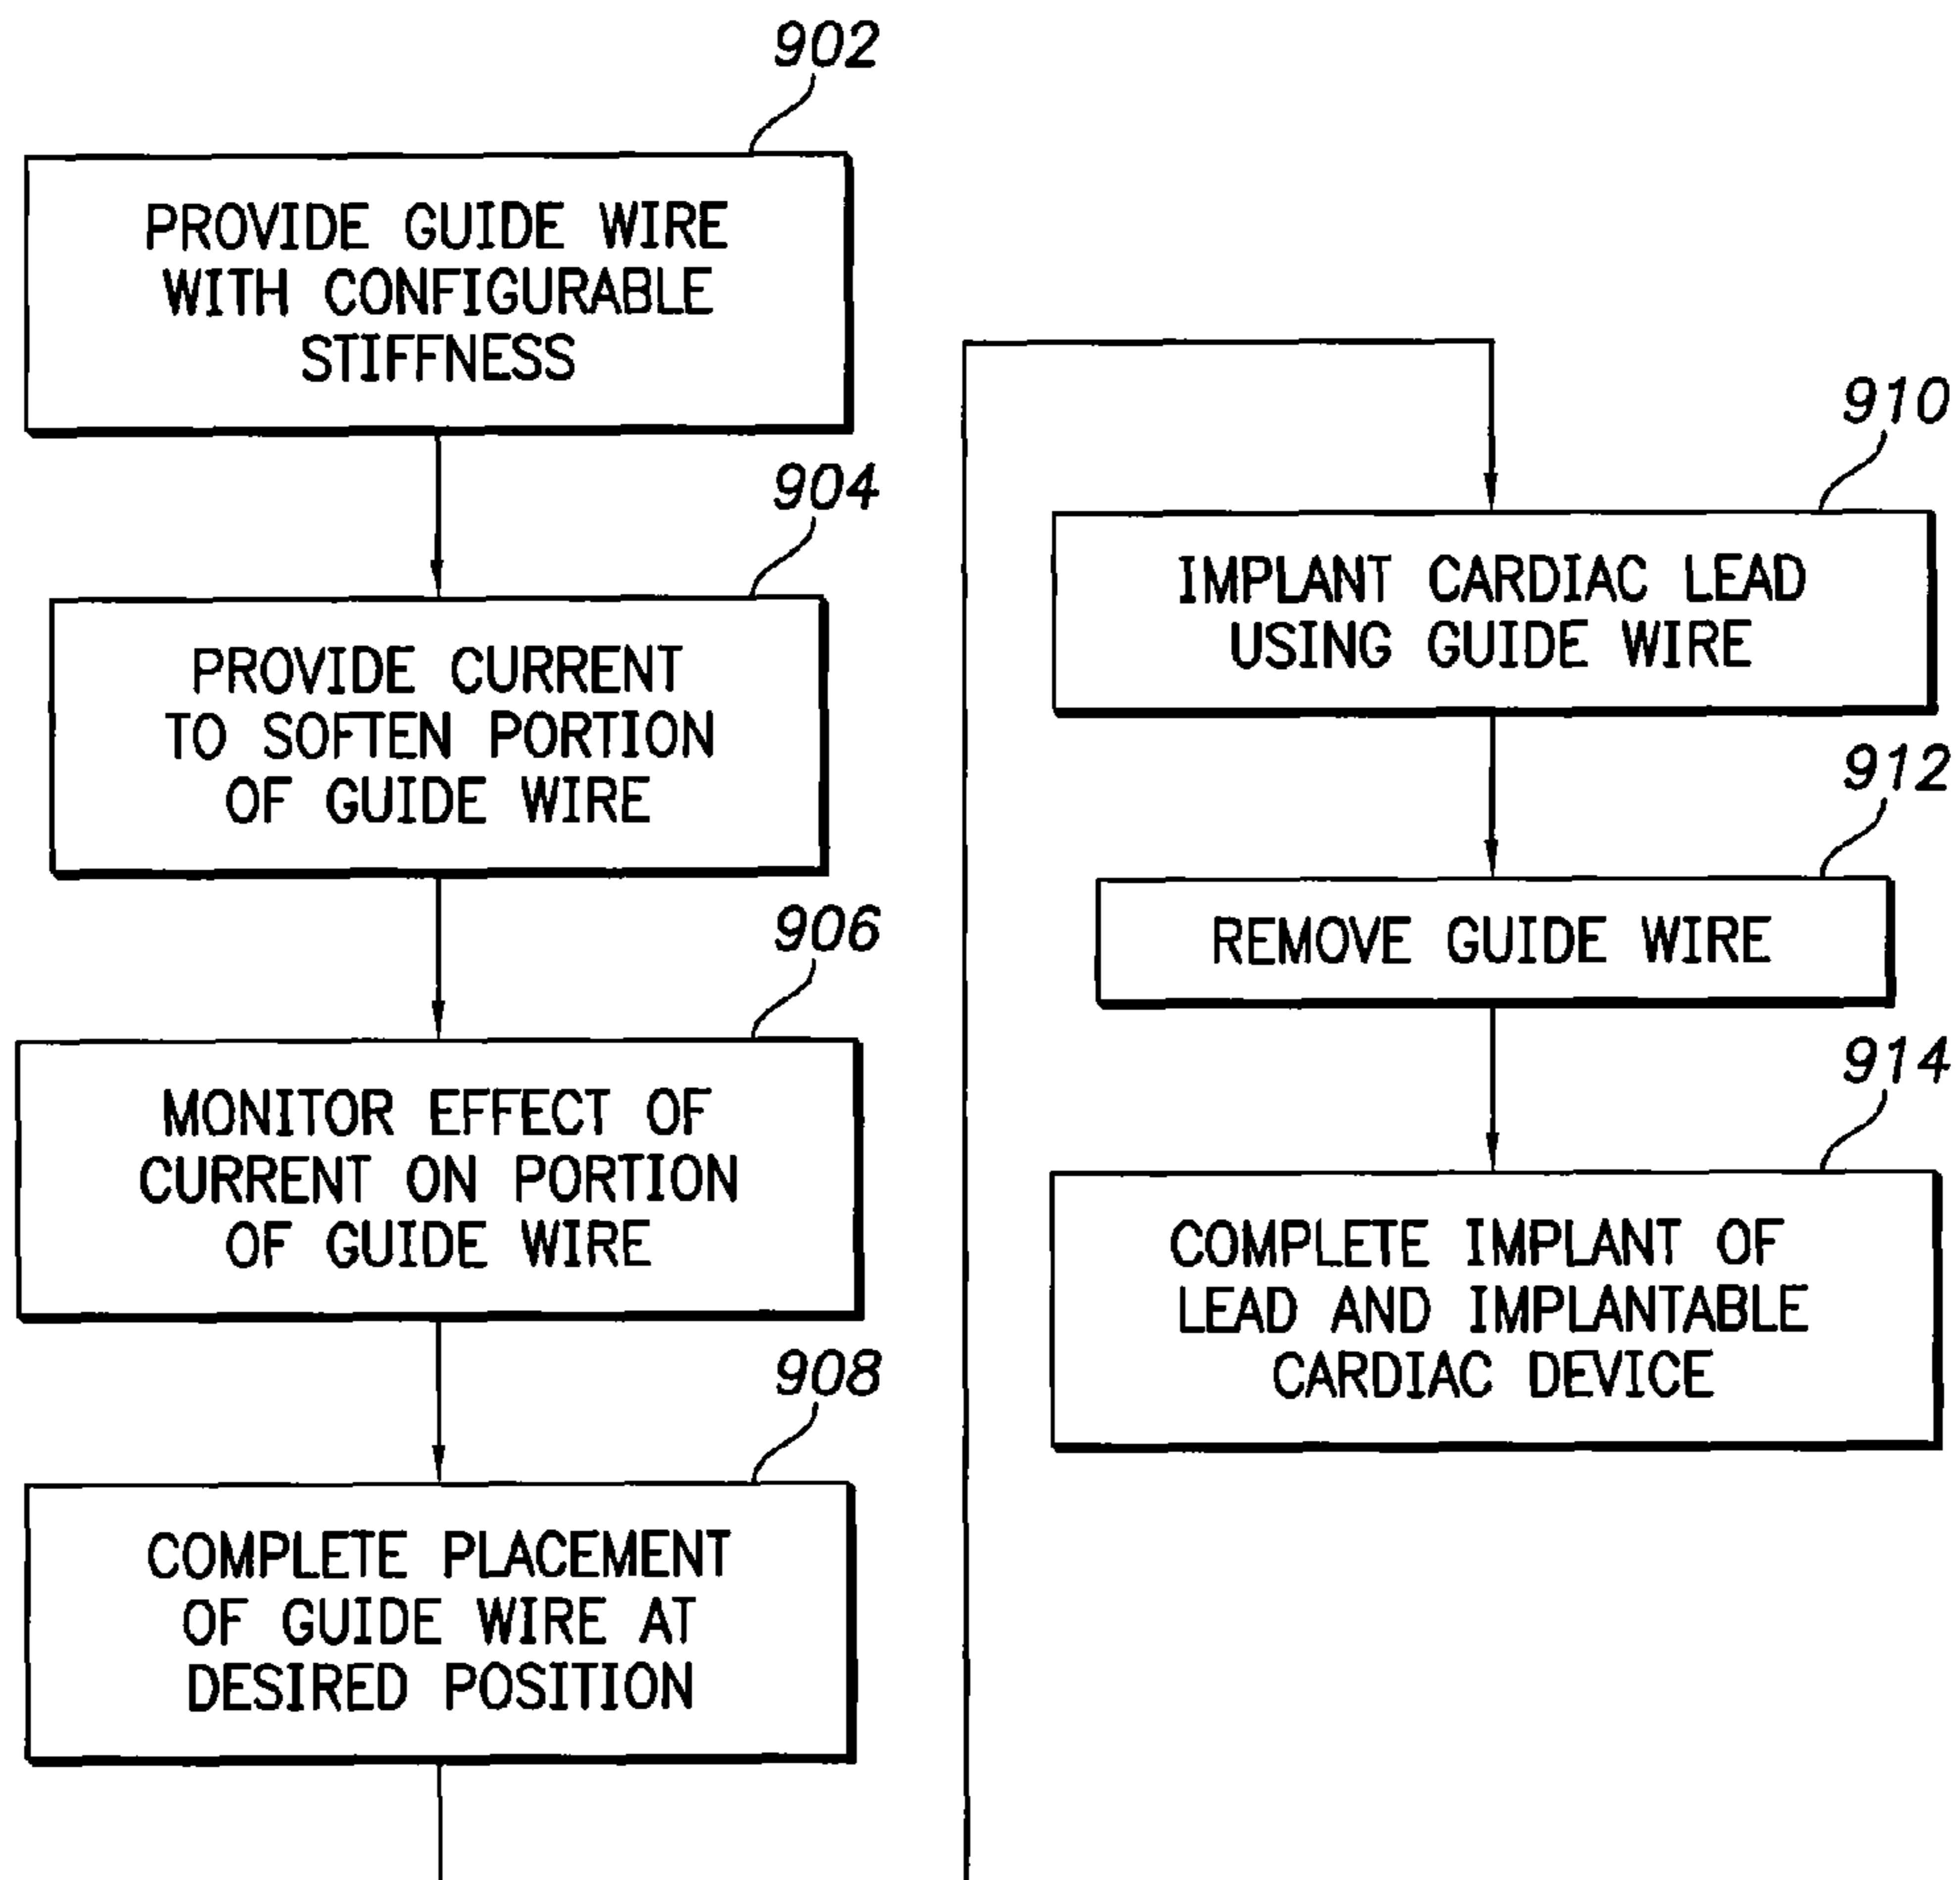 902
PROVIDE GUIDE WIRE
WITH CONFIGURABLE
STIFFNESS
904
PROVIDE CURRENT
TO SOFTEN PORTION
OF GUIDE WIRE
906
MONITOR EFFECT OF
CURRENT ON PORTION
OF GUIDE WIRE
908
COMPLETE PLACEMENT
OF GUIDE WIRE AT
DESIRED POSITION
910
IMPLANT CARDIAC LEAD
USING GUIDE WIRE
912
REMOVE GUIDE WIRE
914
COMPLETE IMPLANT OF
LEAD AND IMPLANTABLE
CARDIAC DEVICE